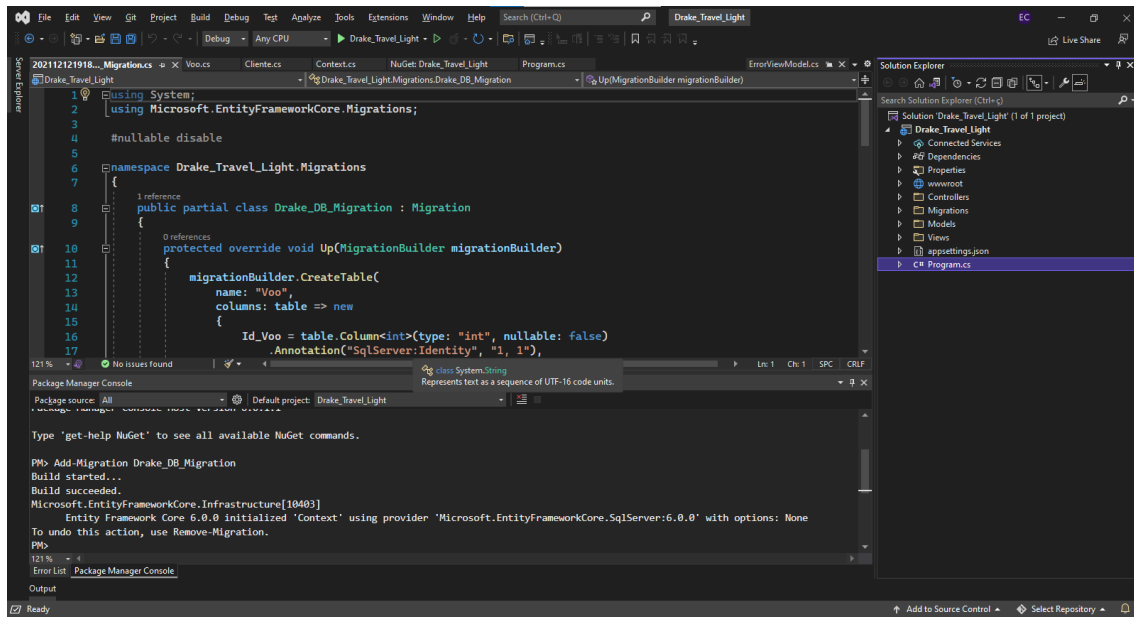 File Edit View Git Project Build Debug Test Analyze Tools Extensions Window Help Search (Ctrl+Q) Drake_Travel_Light EC
Debug Any CPU Drake_Travel_Light Live Share
202112121918..._Migration.cs Voo.cs Cliente.cs Context.cs NuGet: Drake_Travel_Light Program.cs ErrorViewModel.cs
Drake_Travel_Light Drake_Travel_Light.Migrations.Drake_DB_Migration Up(MigrationBuilder migrationBuilder)
Server Explorer
1 using System;
2 using Microsoft.EntityFrameworkCore.Migrations;
3
4 #nullable disable
5
6 namespace Drake_Travel_Light.Migrations
7 {
1 reference
8 public partial class Drake_DB_Migration : Migration
9 {
0 references
10 protected override void Up(MigrationBuilder migrationBuilder)
11 {
12 migrationBuilder.CreateTable(
13 name: "Voo",
14 columns: table => new
15 {
16 Id_Voo = table.Column<int>(type: "int", nullable: false)
17 .Annotation("SqlServer:Identity", "1, 1"),
121 % No issues found Ln: 1 Ch: 1 SPC CRLF
class System.String
Represents text as a sequence of UTF-16 code units.
Package Manager Console
Package source: All Default project: Drake_Travel_Light
Type 'get-help NuGet' to see all available NuGet commands.
PM> Add-Migration Drake_DB_Migration
Build started...
Build succeeded.
Microsoft.EntityFrameworkCore.Infrastructure[10403]
Entity Framework Core 6.0.0 initialized 'Context' using provider 'Microsoft.EntityFrameworkCore.SqlServer:6.0.0' with options: None
To undo this action, use Remove-Migration.
PM>
121 %
Error List Package Manager Console
Output
Solution Explorer
Search Solution Explorer (Ctrl+ç)
Solution 'Drake_Travel_Light' (1 of 1 project)
Drake_Travel_Light
Connected Services
Dependencies
Properties
wwwroot
Controllers
Migrations
Models
Views
appsettings.json
C# Program.cs
Ready Add to Source Control Select Repository